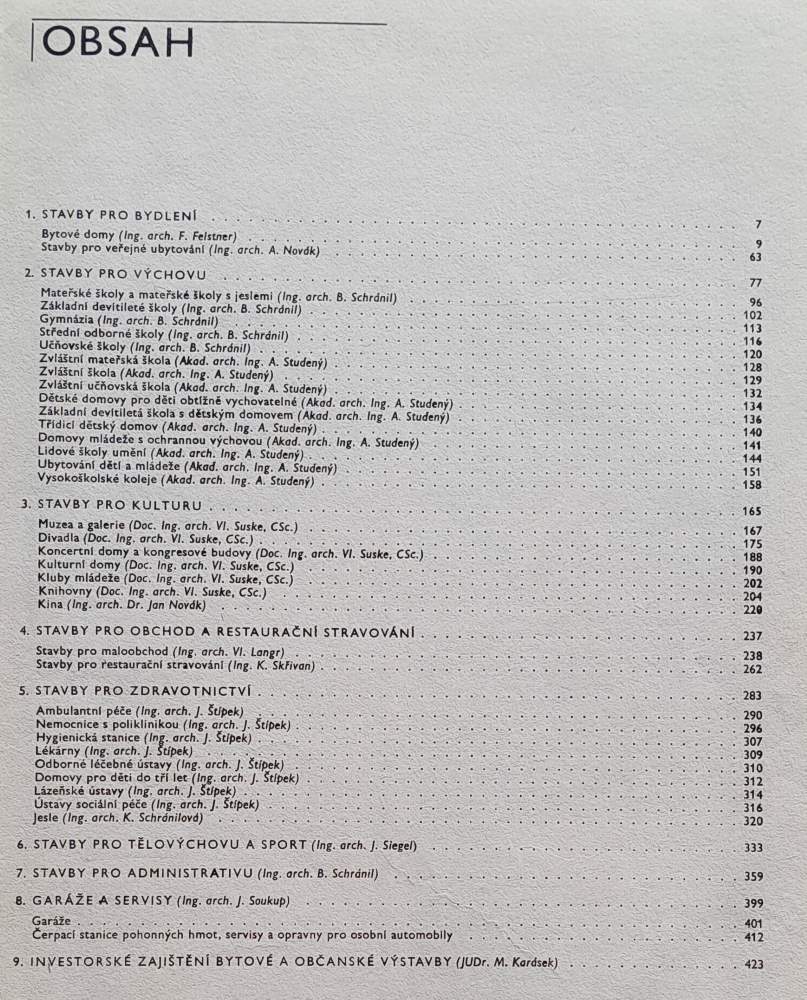 OBSAH
1. STAVBY PRO BYDLENÍ . . . 7
Bytové domy (Ing. arch. F. Felstner) . . . 9
Stavby pro veřejné ubytování (Ing. arch. A. Novák) . . . 63
2. STAVBY PRO VÝCHOVU . . . 77
Mateřské školy a mateřské školy s jeslemi (Ing. arch. B. Schránil) . . . 96
Základní devítileté školy (Ing. arch. B. Schránil) . . . 102
Gymnázia (Ing. arch. B. Schránil) . . . 113
Střední odborné školy (Ing. arch. B. Schránil) . . . 116
Učňovské školy (Ing. arch. B. Schránil) . . . 120
Zvláštní mateřská škola (Akad. arch. Ing. A. Studený) . . . 128
Zvláštní škola (Akad. arch. Ing. A. Studený) . . . 129
Zvláštní učňovská škola (Akad. arch. Ing. A. Studený) . . . 132
Dětské domovy pro děti obtížně vychovatelné (Akad. arch. Ing. A. Studený) . . . 134
Základní devítiletá škola s dětským domovem (Akad. arch. Ing. A. Studený) . . . 136
Třídicí dětský domov (Akad. arch. Ing. A. Studený) . . . 140
Domovy mládeže s ochrannou výchovou (Akad. arch. Ing. A. Studený) . . . 141
Lidové školy umění (Akad. arch. Ing. A. Studený) . . . 144
Ubytování dětí a mládeže (Akad. arch. Ing. A. Studený) . . . 151
Vysokoškolské koleje (Akad. arch. Ing. A. Studený) . . . 158
3. STAVBY PRO KULTURU . . . 165
Muzea a galerie (Doc. Ing. arch. Vl. Suske, CSc.) . . . 167
Divadla (Doc. Ing. arch. Vl. Suske, CSc.) . . . 175
Koncertní domy a kongresové budovy (Doc. Ing. arch. Vl. Suske, CSc.) . . . 188
Kulturní domy (Doc. Ing. arch. Vl. Suske, CSc.) . . . 190
Kluby mládeže (Doc. Ing. arch. Vl. Suske, CSc.) . . . 202
Knihovny (Doc. Ing. arch. Vl. Suske, CSc.) . . . 204
Kina (Ing. arch. Dr. Jan Novák) . . . 220
4. STAVBY PRO OBCHOD A RESTAURAČNÍ STRAVOVÁNÍ . . . 237
Stavby pro maloobchod (Ing. arch. Vl. Langr) . . . 238
Stavby pro restaurační stravování (Ing. K. Skřivan) . . . 262
5. STAVBY PRO ZDRAVOTNICTVÍ . . . 283
Ambulantní péče (Ing. arch. J. Štípek) . . . 290
Nemocnice s poliklinikou (Ing. arch. J. Štípek) . . . 296
Hygienická stanice (Ing. arch. J. Štípek) . . . 307
Lékárny (Ing. arch. J. Štípek) . . . 309
Odborné léčebné ústavy (Ing. arch. J. Štípek) . . . 310
Domovy pro děti do tří let (Ing. arch. J. Štípek) . . . 312
Lázeňské ústavy (Ing. arch. J. Štípek) . . . 314
Ústavy sociální péče (Ing. arch. J. Štípek) . . . 316
Jesle (Ing. arch. K. Schránilová) . . . 320
6. STAVBY PRO TĚLOVÝCHOVU A SPORT (Ing. arch. J. Siegel) . . . 333
7. STAVBY PRO ADMINISTRATIVU (Ing. arch. B. Schránil) . . . 359
8. GARÁŽE A SERVISY (Ing. arch. J. Soukup) . . . 399
Garáže . . . 401
Čerpací stanice pohonných hmot, servisy a opravny pro osobní automobily . . . 412
9. INVESTORSKÉ ZAJIŠTĚNÍ BYTOVÉ A OBČANSKÉ VÝSTAVBY (JUDr. M. Karásek) . . . 423